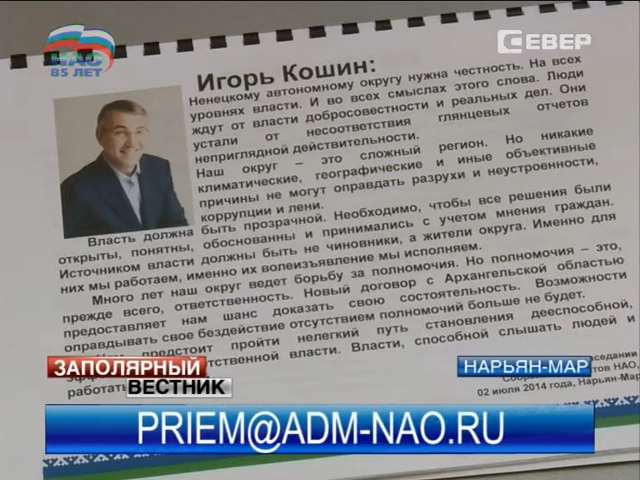 НАО
85 ЛЕТ
СЕВЕР
Игорь Кошин:
Ненецкому автономному округу нужна честность. На всех
уровнях власти. И во всех смыслах этого слова. Люди
ждут от власти добросовестности и реальных дел. Они
устали от несоответствия глянцевых отчетов
неприглядной действительности.
Наш округ – это сложный регион. Но никакие
климатические, географические и иные объективные
причины не могут оправдать разрухи и неустроенности,
коррупции и лени.
Власть должна быть прозрачной. Необходимо, чтобы все решения были
открыты, понятны, обоснованны и принимались с учетом мнения граждан.
Источником власти должны быть не чиновники, а жители округа. Именно для
них мы работаем, именно их волеизъявление мы исполняем.
Много лет наш округ ведет борьбу за полномочия. Но полномочия – это,
прежде всего, ответственность. Новый договор с Архангельской областью
предоставляет нам шанс доказать свою состоятельность. Возможности
оправдывать свое бездействие отсутствием полномочий больше не будет.
предстоит пройти нелегкий путь становления дееспособной,
власти. Власти, способной слышать людей и
работать
НАО,
02 июля 2014 года, Нарьян-Мар
ЗАПОЛЯРНЫЙ
ВЕСТНИК
НАРЬЯН-МАР
PRIEM@ADM-NAO.RU